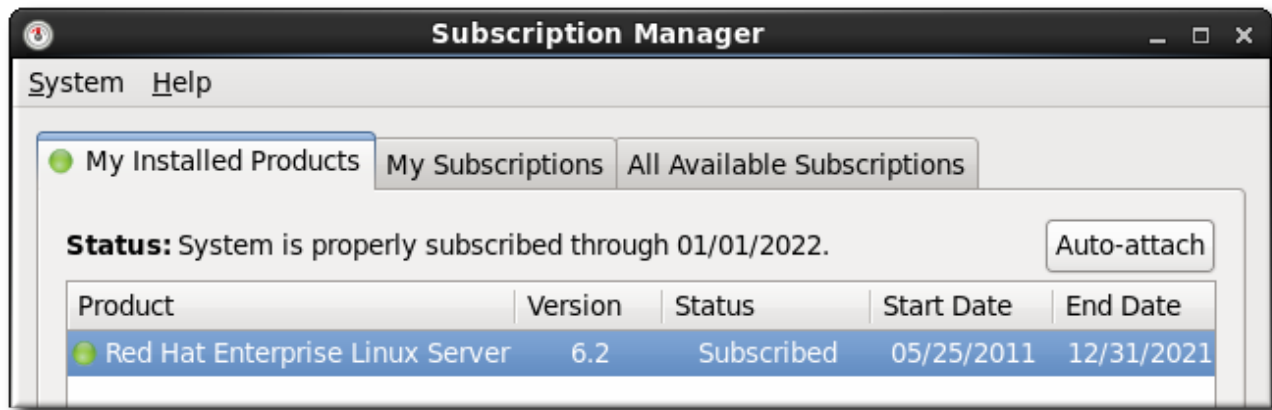 Subscription Manager
System Help
My Installed Products My Subscriptions All Available Subscriptions
Status: System is properly subscribed through 01/01/2022. Auto-attach
Product Version Status Start Date End Date
Red Hat Enterprise Linux Server 6.2 Subscribed 05/25/2011 12/31/2021